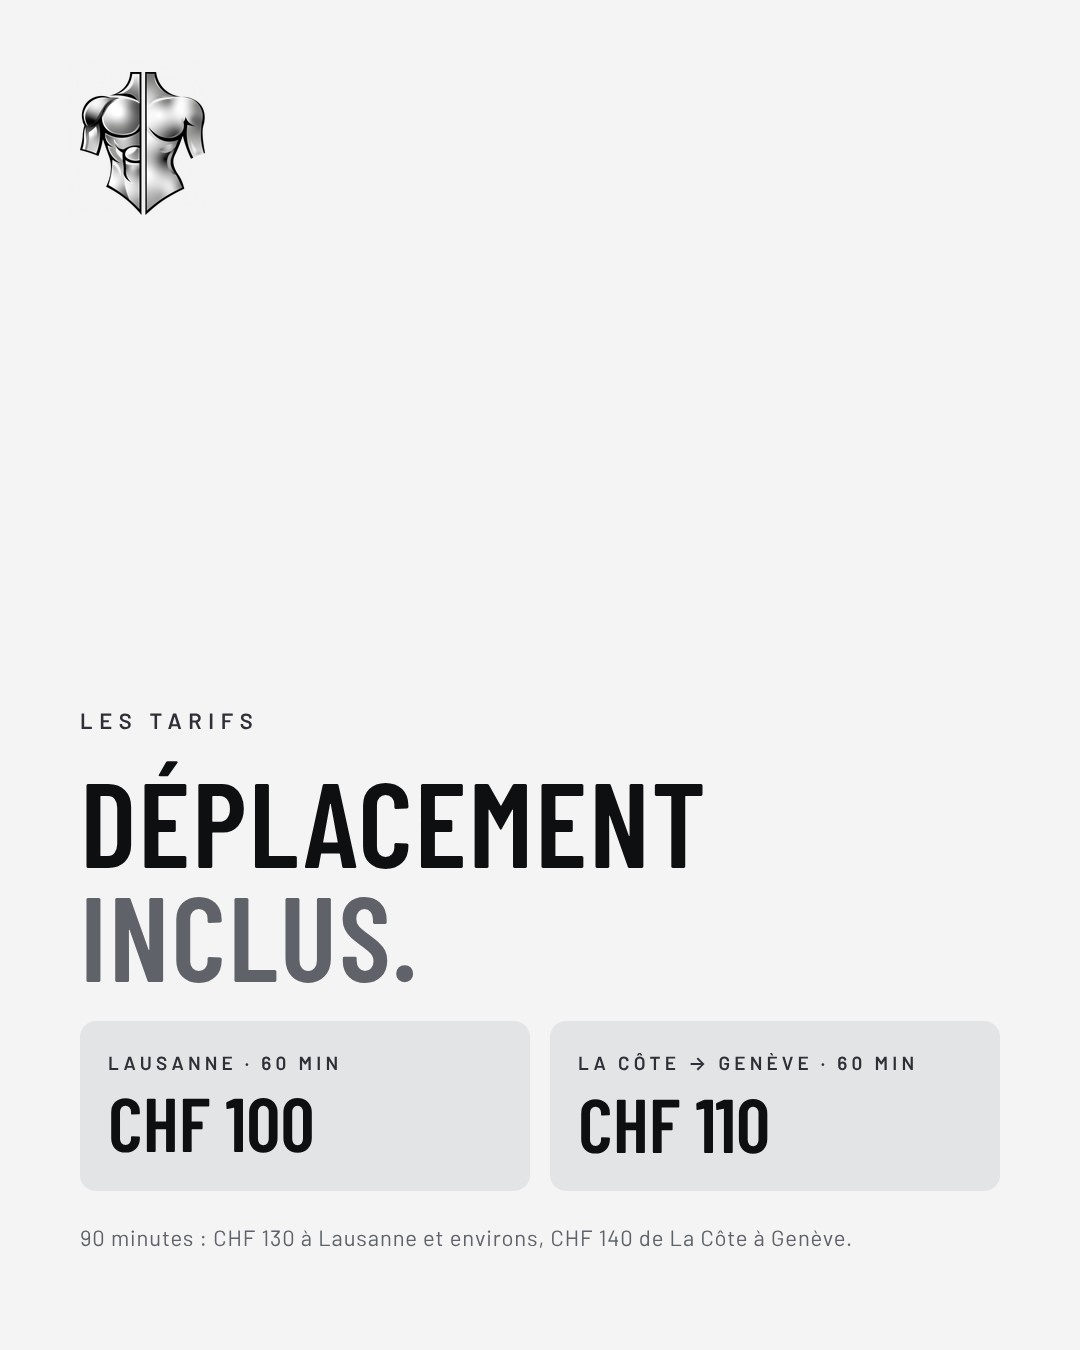 LES TARIFS
DÉPLACEMENT
INCLUS.
LAUSANNE · 60 MIN
CHF 100
LA CÔTE → GENÈVE · 60 MIN
CHF 110
90 minutes : CHF 130 à Lausanne et environs, CHF 140 de La Côte à Genève.